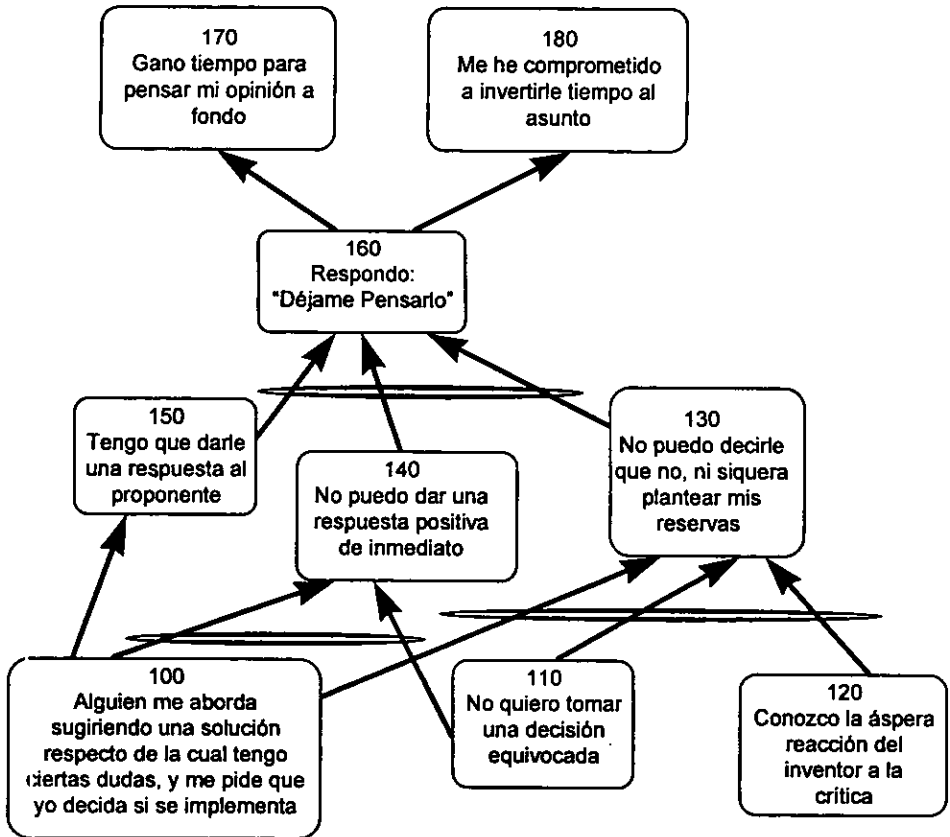 170
Gano tiempo para
pensar mi opinión a
fondo
180
Me he comprometido
a invertirle tiempo al
asunto
160
Respondo:
"Déjame Pensarlo"
150
Tengo que darle
una respuesta al
proponente
140
No puedo dar una
respuesta positiva
de inmediato
130
No puedo decirle
que no, ni siquera
plantear mis
reservas
100
Alguien me aborda
sugiriendo una solución
respecto de la cual tengo
ciertas dudas, y me pide que
yo decida si se implementa
110
No quiero tomar
una decisión
equivocada
120
Conozco la áspera
reacción del
inventor a la
crítica